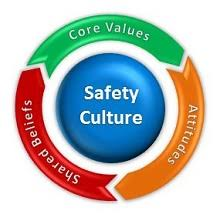 Core Values
Safety
Culture
Attitudes
Shared Beliefs